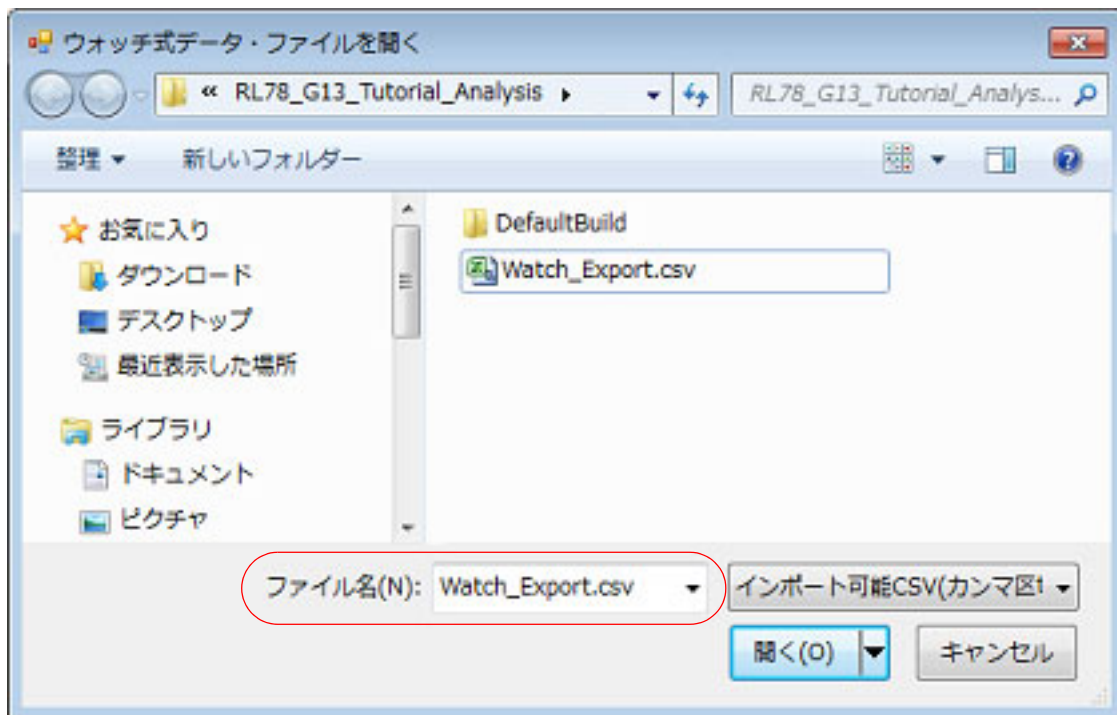 ウォッチ式データ・ファイルを開く
« RL78_G13_Tutorial_Analysis
RL78_G13_Tutorial_Analys...
整理 新しいフォルダー
お気に入り
ダウンロード
デスクトップ
最近表示した場所
ライブラリ
ドキュメント
ピクチャ
DefaultBuild
Watch_Export.csv
ファイル名(N): Watch_Export.csv
インポート可能CSV(カンマ区
開く(O) キャンセル